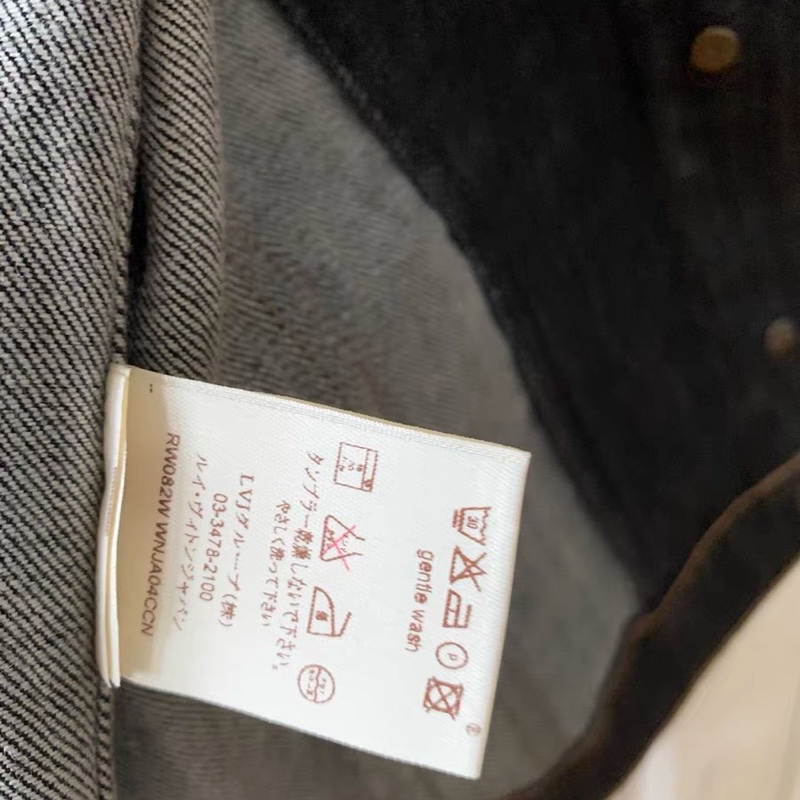 30
P
gentle wash
タンブラー乾燥しないで下さい。
やさしく洗って下さい
LVJグループ(株)
03-3478-2100
ルイ・ヴィトンジャパン
RW082W WNJA04CCN